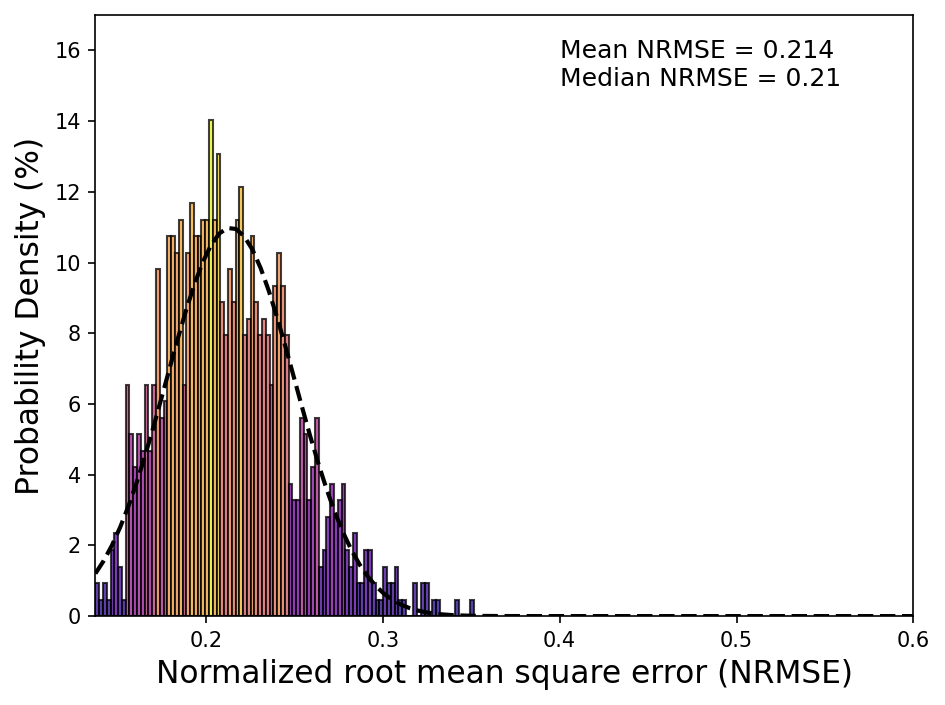 Mean NRMSE = 0.214
Median NRMSE = 0.21
Probability Density (%)
16
14
12
10
8
6
4
2
0
0.2 0.3 0.4 0.5 0.6
Normalized root mean square error (NRMSE)